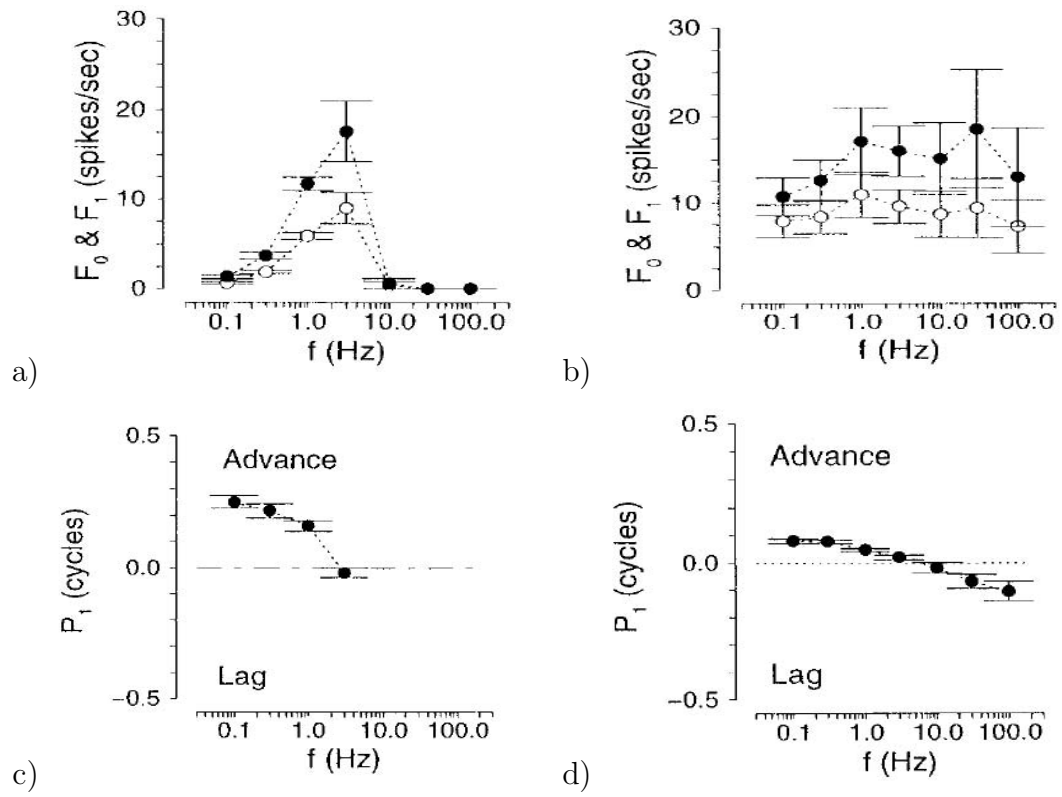 30
20
10
0
F₀ & F₁ (spikes/sec)
0.1 1.0 10.0 100.0
f (Hz)
a)
30
25
20
15
10
5
0
F₀ & F₁ (spikes/sec)
0.1 1.0 10.0 100.0
f (Hz)
b)
0.5
0.0
−0.5
P₁ (cycles)
Advance
Lag
0.1 1.0 10.0 100.0
f (Hz)
c)
0.5
0.0
−0.5
P₁ (cycles)
Advance
Lag
0.1 1.0 10.0 100.0
f (Hz)
d)